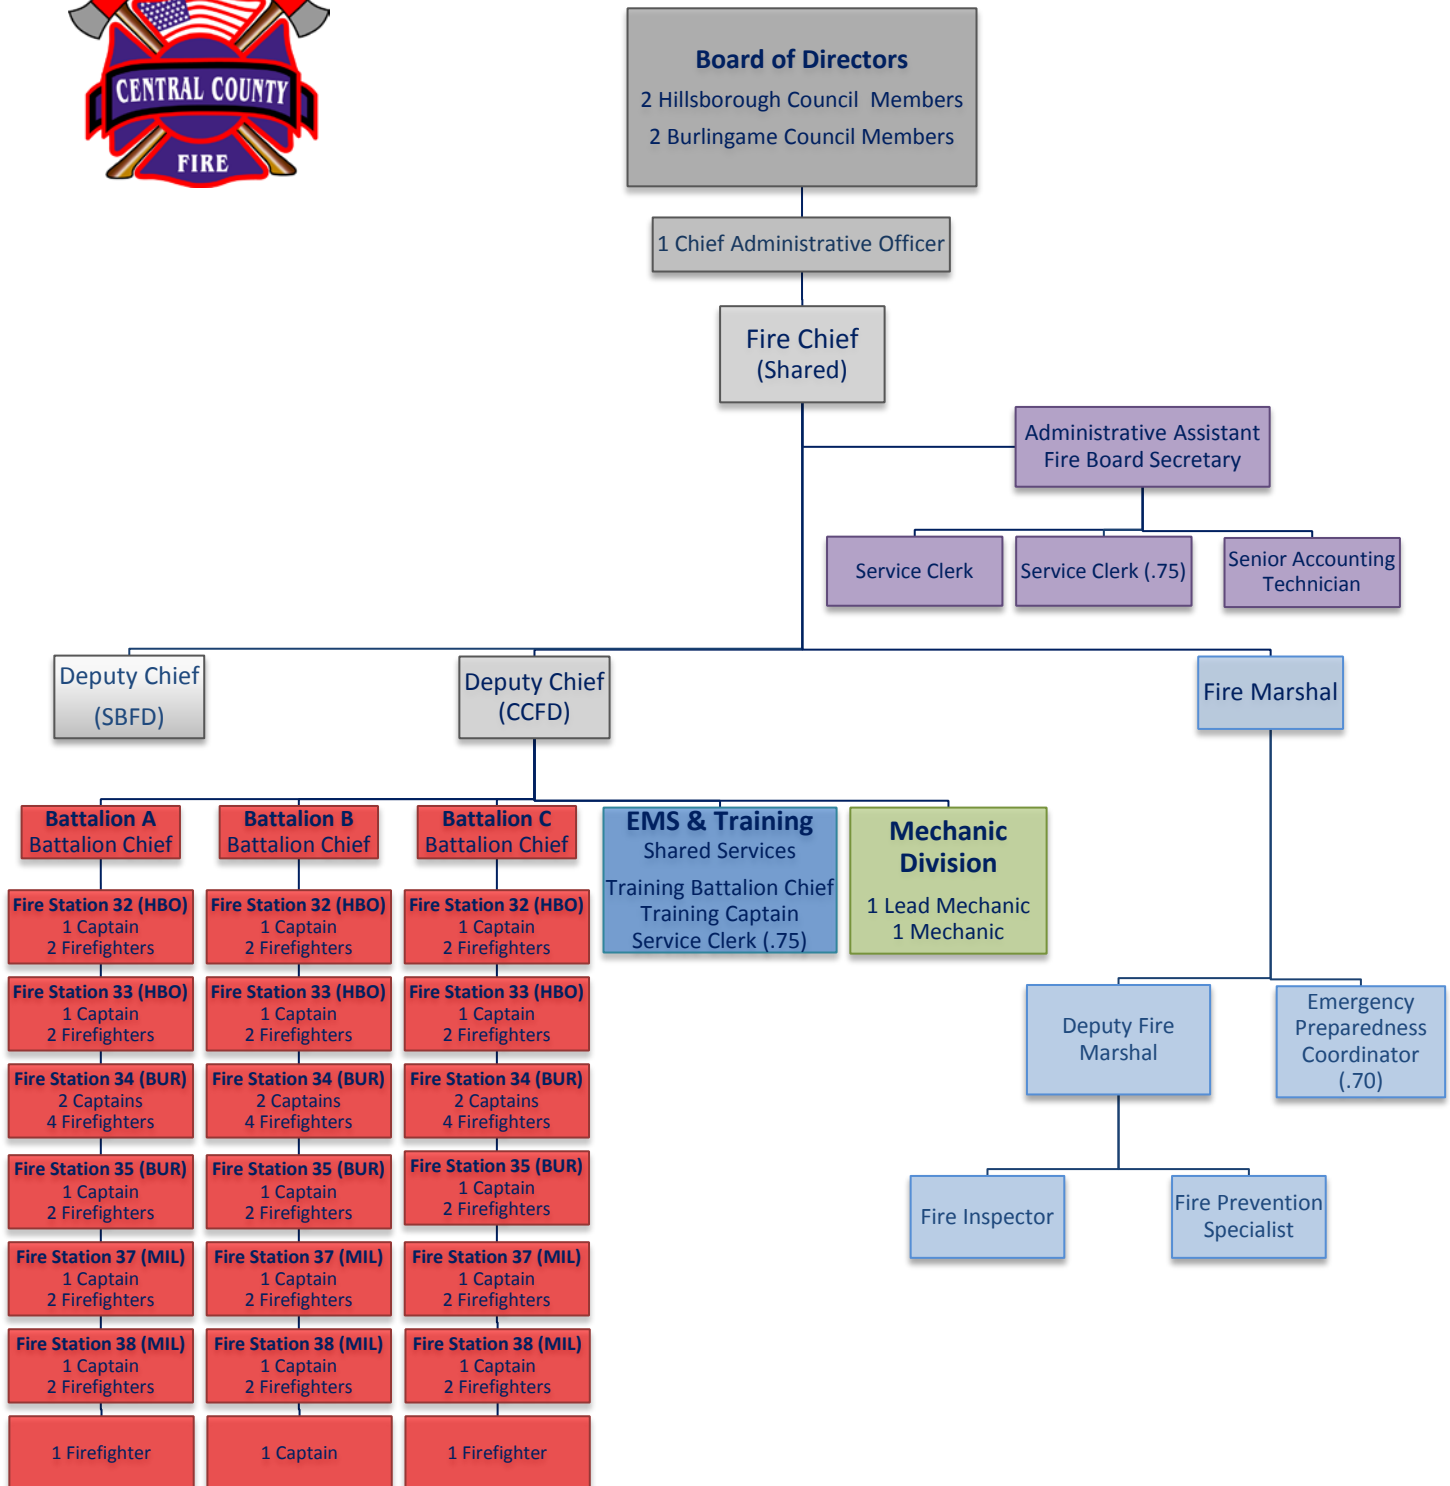 CENTRAL COUNTY
FIRE
Board of Directors
2 Hillsborough Council Members
2 Burlingame Council Members
1 Chief Administrative Officer
Fire Chief
(Shared)
Administrative Assistant
Fire Board Secretary
Service Clerk
Service Clerk (.75)
Senior Accounting
Technician
Deputy Chief
(SBFD)
Deputy Chief
(CCFD)
Fire Marshal
Battalion A
Battalion Chief
Fire Station 32 (HBO)
1 Captain
2 Firefighters
Fire Station 33 (HBO)
1 Captain
2 Firefighters
Fire Station 34 (BUR)
2 Captains
4 Firefighters
Fire Station 35 (BUR)
1 Captain
2 Firefighters
Fire Station 37 (MIL)
1 Captain
2 Firefighters
Fire Station 38 (MIL)
1 Captain
2 Firefighters
1 Firefighter
Battalion B
Battalion Chief
Fire Station 32 (HBO)
1 Captain
2 Firefighters
Fire Station 33 (HBO)
1 Captain
2 Firefighters
Fire Station 34 (BUR)
2 Captains
4 Firefighters
Fire Station 35 (BUR)
1 Captain
2 Firefighters
Fire Station 37 (MIL)
1 Captain
2 Firefighters
Fire Station 38 (MIL)
1 Captain
2 Firefighters
1 Captain
Battalion C
Battalion Chief
Fire Station 32 (HBO)
1 Captain
2 Firefighters
Fire Station 33 (HBO)
1 Captain
2 Firefighters
Fire Station 34 (BUR)
2 Captains
4 Firefighters
Fire Station 35 (BUR)
1 Captain
2 Firefighters
Fire Station 37 (MIL)
1 Captain
2 Firefighters
Fire Station 38 (MIL)
1 Captain
2 Firefighters
1 Firefighter
EMS & Training
Shared Services
Training Battalion Chief
Training Captain
Service Clerk (.75)
Mechanic
Division
1 Lead Mechanic
1 Mechanic
Deputy Fire
Marshal
Emergency
Preparedness
Coordinator
(.70)
Fire Inspector
Fire Prevention
Specialist